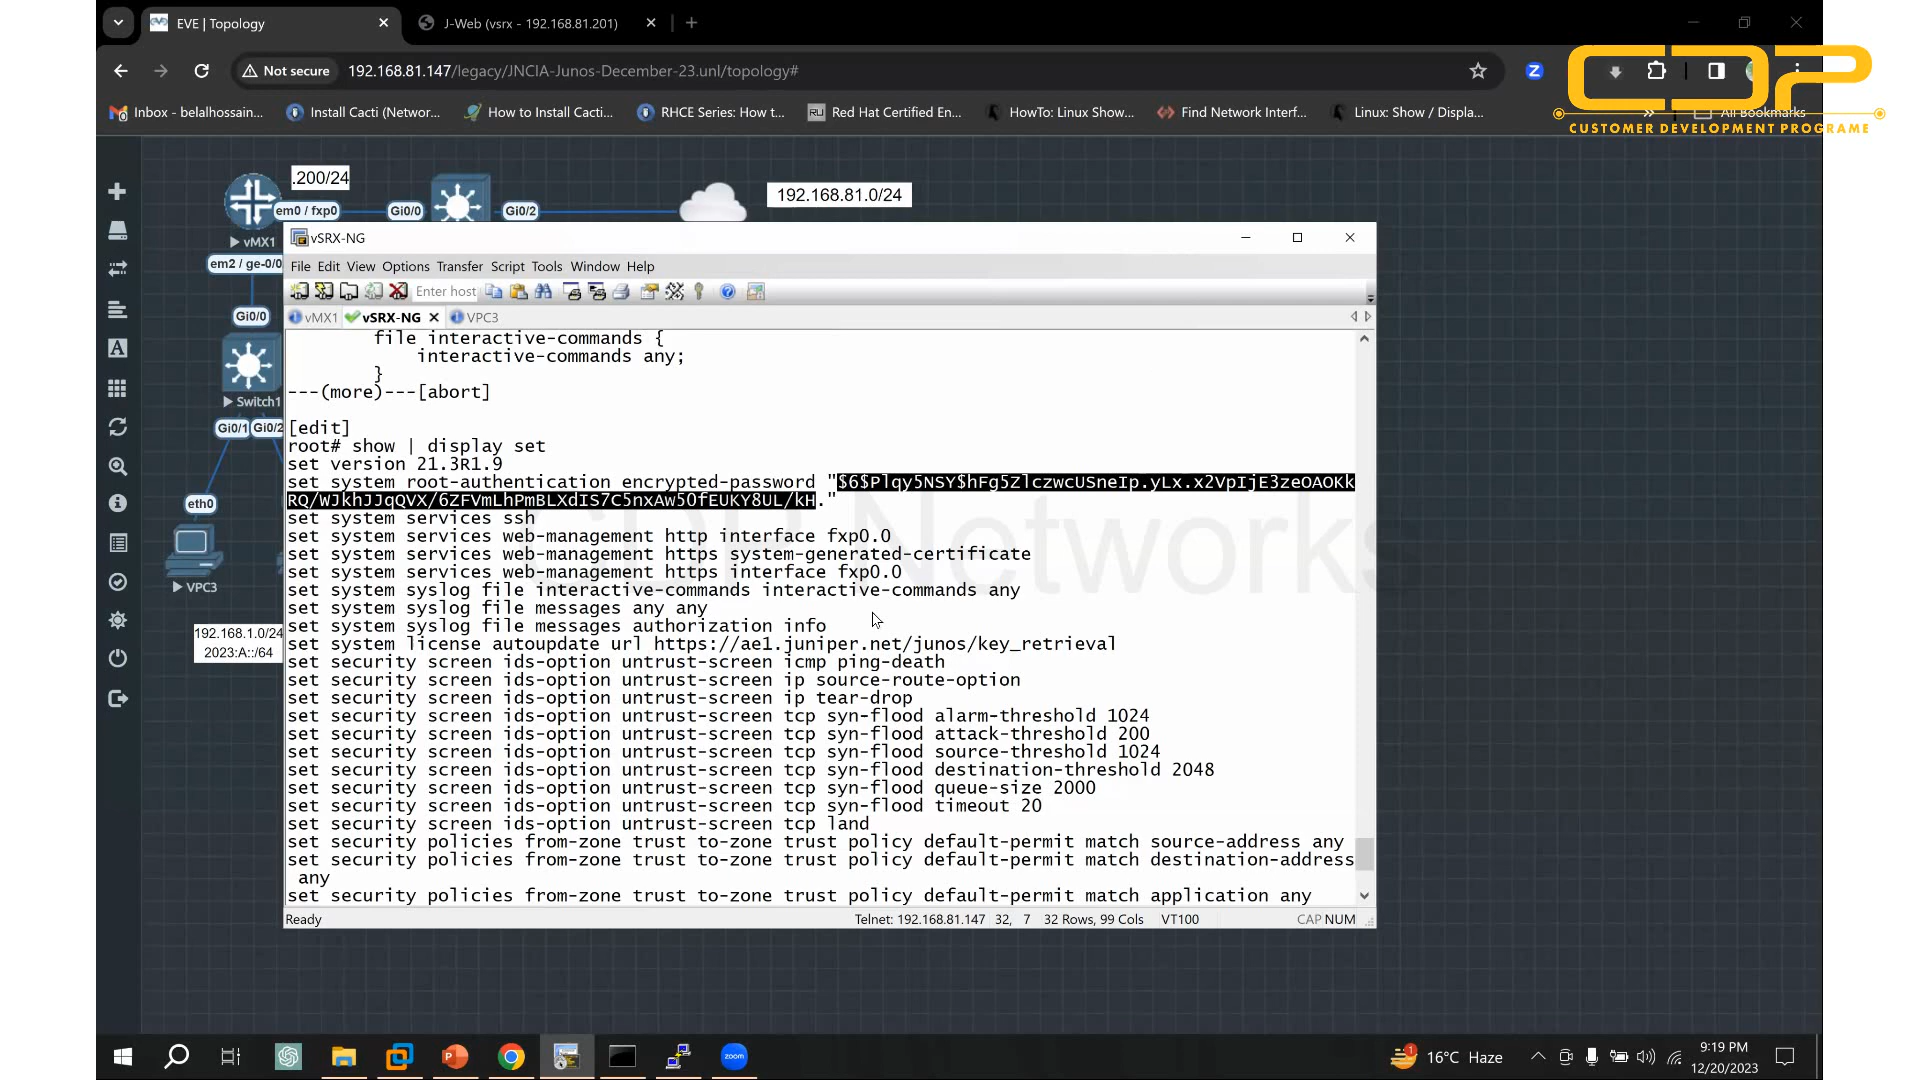 EVE | Topology
J-Web (vsrx - 192.168.81.201)
Not secure
192.168.81.147/legacy/JNCIA-Junos-December-23.unl/topology#
Inbox - belalhossain...
Install Cacti (Networ...
How to Install Cacti...
RHCE Series: How t...
RU
Red Hat Certified En...
HowTo: Linux Show...
Find Network Interf...
Linux: Show / Displa...
»
All Bookmarks
CDP
CUSTOMER DEVELOPMENT PROGRAME
.200/24
em0 / fxp0
Gi0/0
Gi0/2
192.168.81.0/24
vMX1
em2 / ge-0/0
Gi0/0
Switch1
Gi0/1
Gi0/2
eth0
VPC3
192.168.1.0/24
2023:A::/64
vSRX-NG
File Edit View Options Transfer Script Tools Window Help
Enter host
vMX1
vSRX-NG
VPC3
file interactive-commands {
interactive-commands any;
}
---(more)---[abort]
[edit]
root# show | display set
set version 21.3R1.9
set system root-authentication encrypted-password "$6$Plqy5NSY$hFg5ZlczwcUSneIp.yLx.x2VpIjE3zeOAOKk
RQ/WJkhJJqQVX/6ZFVmLhPmBLXdIS7C5nxAw5OfEUKY8UL/kH."
set system services ssh
set system services web-management http interface fxp0.0
set system services web-management https system-generated-certificate
set system services web-management https interface fxp0.0
set system syslog file interactive-commands interactive-commands any
set system syslog file messages any any
set system syslog file messages authorization info
set system license autoupdate url https://ae1.juniper.net/junos/key_retrieval
set security screen ids-option untrust-screen icmp ping-death
set security screen ids-option untrust-screen ip source-route-option
set security screen ids-option untrust-screen ip tear-drop
set security screen ids-option untrust-screen tcp syn-flood alarm-threshold 1024
set security screen ids-option untrust-screen tcp syn-flood attack-threshold 200
set security screen ids-option untrust-screen tcp syn-flood source-threshold 1024
set security screen ids-option untrust-screen tcp syn-flood destination-threshold 2048
set security screen ids-option untrust-screen tcp syn-flood queue-size 2000
set security screen ids-option untrust-screen tcp syn-flood timeout 20
set security screen ids-option untrust-screen tcp land
set security policies from-zone trust to-zone trust policy default-permit match source-address any
set security policies from-zone trust to-zone trust policy default-permit match destination-address
any
set security policies from-zone trust to-zone trust policy default-permit match application any
CDP Networks
Ready
Telnet: 192.168.81.147 32, 7 32 Rows, 99 Cols VT100 CAP NUM
zoom
1
16°C Haze
9:19 PM
12/20/2023